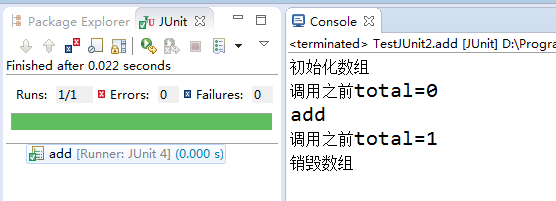 Package Explorer JUnit
Finished after 0.022 seconds
Runs: 1/1 Errors: 0 Failures: 0
add [Runner: JUnit 4] (0.000 s)
Console
<terminated> TestJUnit2.add [JUnit] D:\Progra
初始化数组
调用之前total=0
add
调用之前total=1
销毁数组